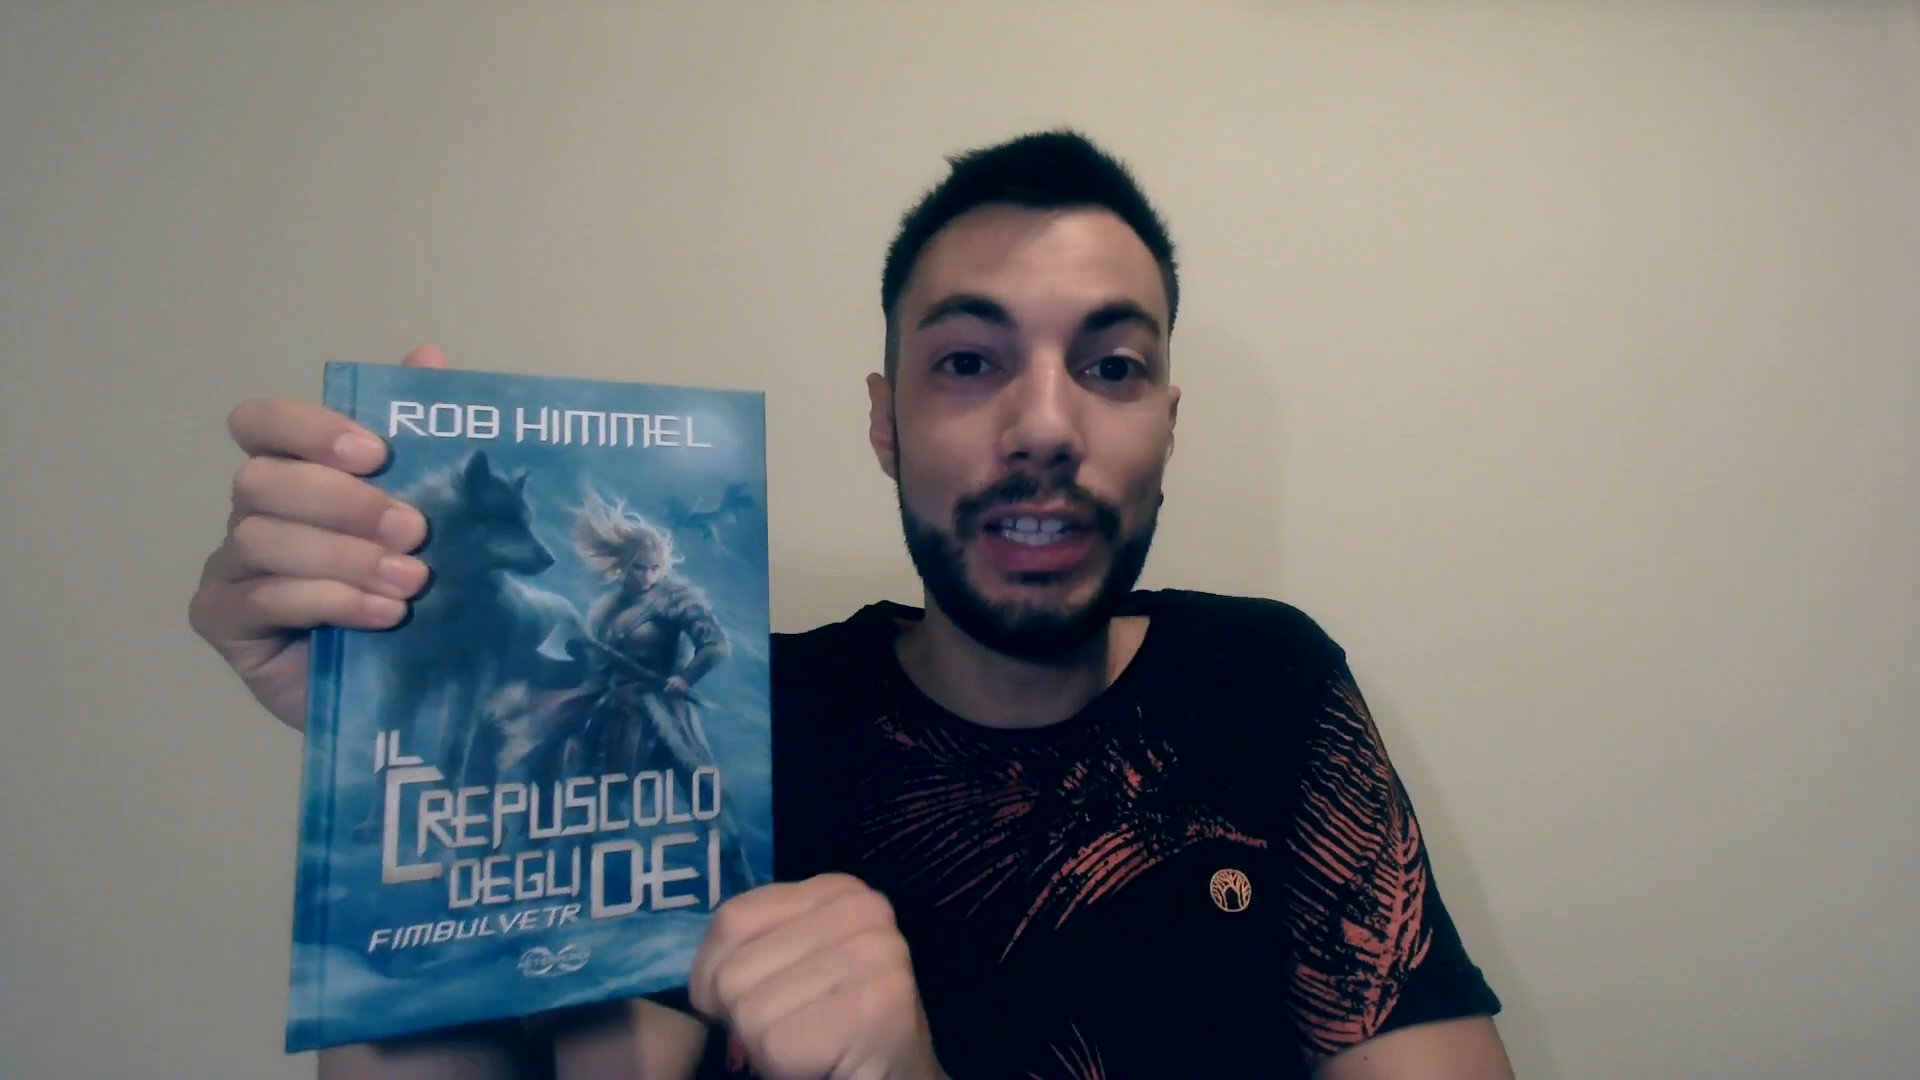 ROB HIMMEL
IL
CREPUSCOLO
DEGLI DEI
FIMBULVETR